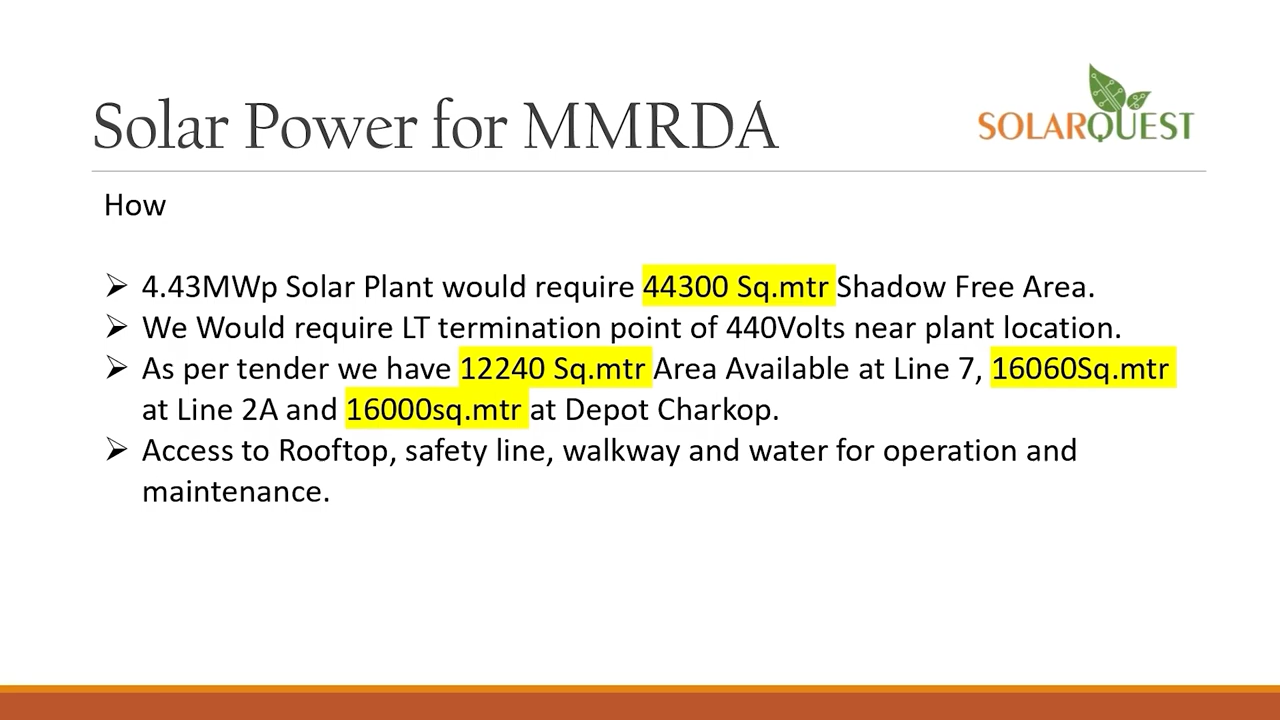 Solar Power for MMRDA
SOLARQUEST
How
➢ 4.43MWp Solar Plant would require 44300 Sq.mtr Shadow Free Area.
➢ We Would require LT termination point of 440Volts near plant location.
➢ As per tender we have 12240 Sq.mtr Area Available at Line 7, 16060Sq.mtr
at Line 2A and 16000sq.mtr at Depot Charkop.
➢ Access to Rooftop, safety line, walkway and water for operation and
maintenance.